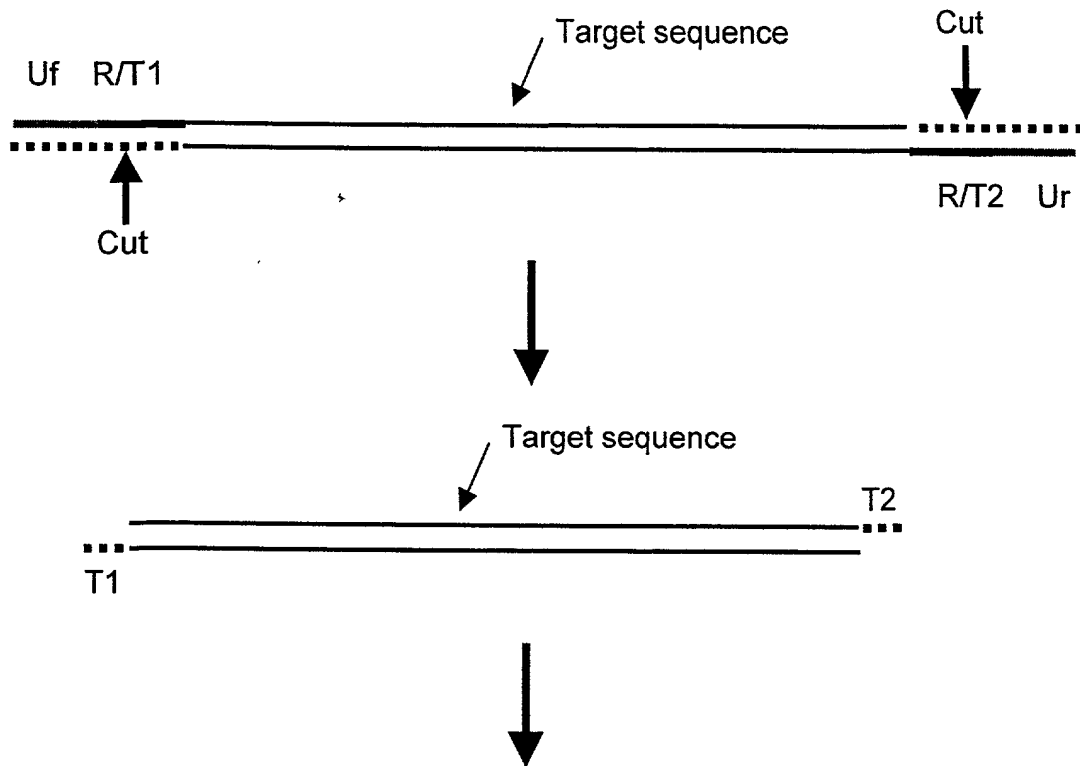 Target sequence
Cut
Uf R/T1
R/T2 Ur
Cut
Target sequence
T2
T1